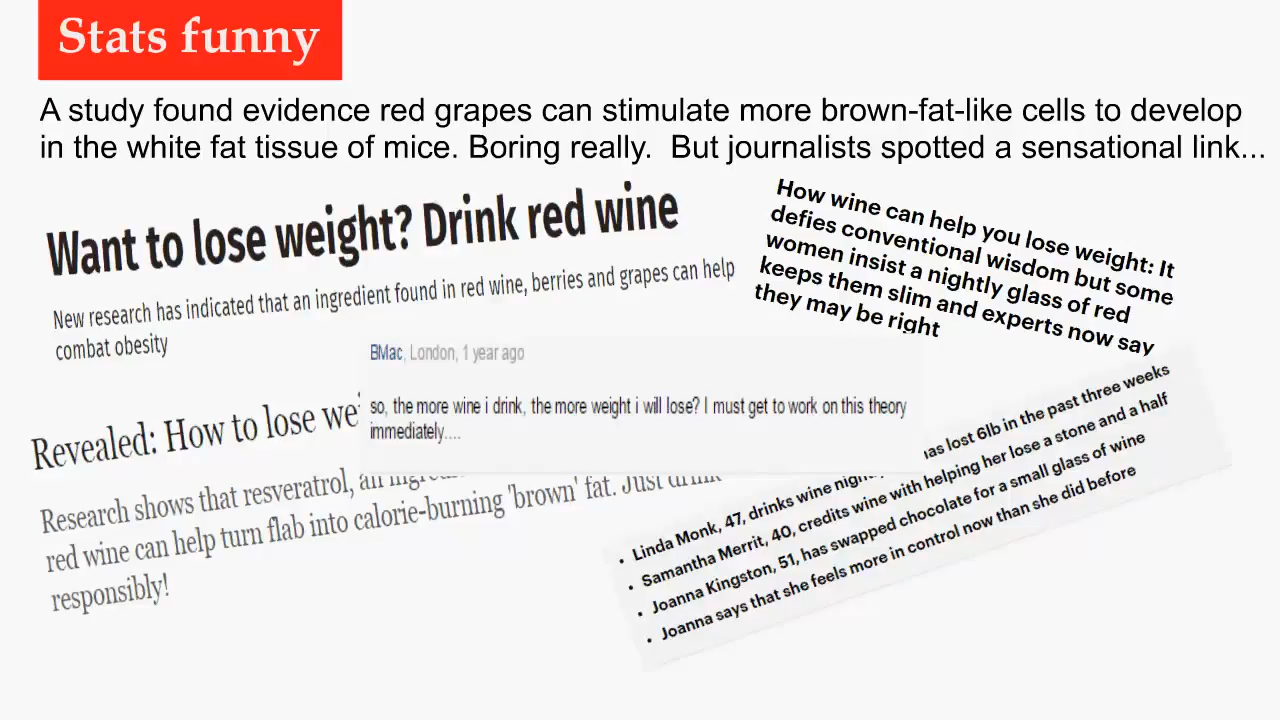 Stats funny
A study found evidence red grapes can stimulate more brown-fat-like cells to develop
in the white fat tissue of mice. Boring really. But journalists spotted a sensational link...
Want to lose weight? Drink red wine
New research has indicated that an ingredient found in red wine, berries and grapes can help
combat obesity
How wine can help you lose weight: It
defies conventional wisdom but some
women insist a nightly glass of red
keeps them slim and experts now say
they may be right
BMac, London, 1 year ago
so, the more wine i drink, the more weight i will lose? I must get to work on this theory
immediately....
Revealed: How to lose
Research shows that resveratrol, an
red wine can help turn flab into calorie-burning 'brown' fat. Just drink
responsibly!
• Linda Monk, 47, drinks wine has lost 6lb in the past three weeks
• Samantha Merrit, 40, credits wine with helping her lose a stone and a half
• Joanna Kingston, 51, has swapped chocolate for a small glass of wine
• Joanna says that she feels more in control now than she did before